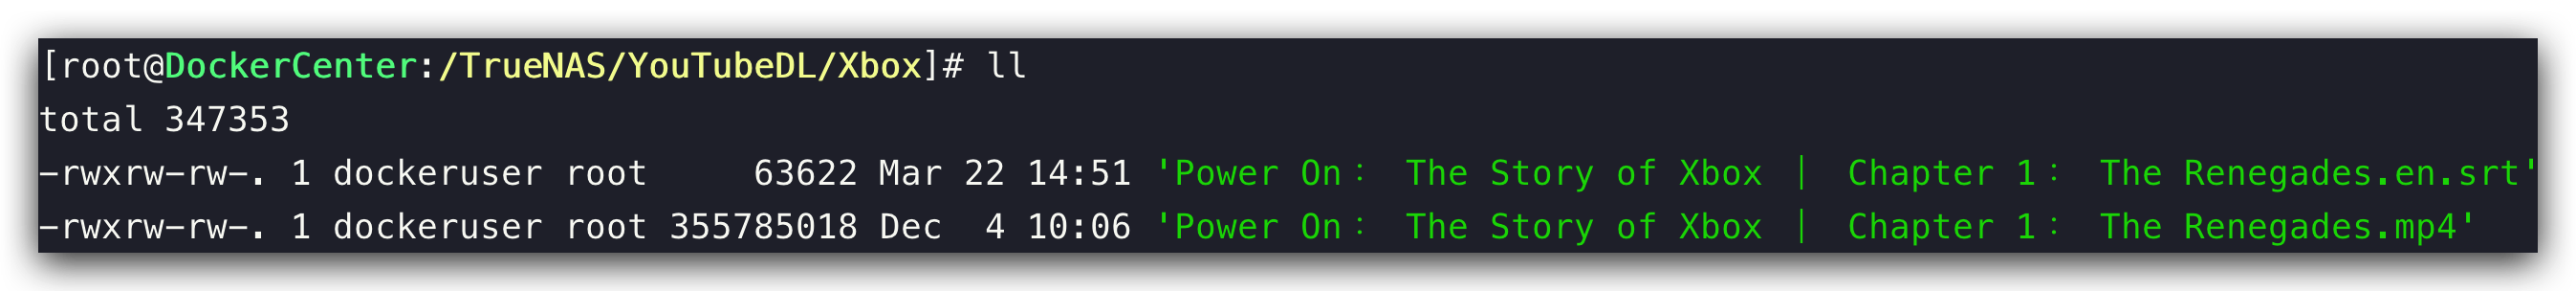 [root@DockerCenter:/TrueNAS/YouTubeDL/Xbox]# ll
total 347353
-rwxrw-rw-. 1 dockeruser root     63622 Mar 22 14:51 'Power On： The Story of Xbox ｜ Chapter 1： The Renegades.en.srt'
-rwxrw-rw-. 1 dockeruser root 355785018 Dec  4 10:06 'Power On： The Story of Xbox ｜ Chapter 1： The Renegades.mp4'